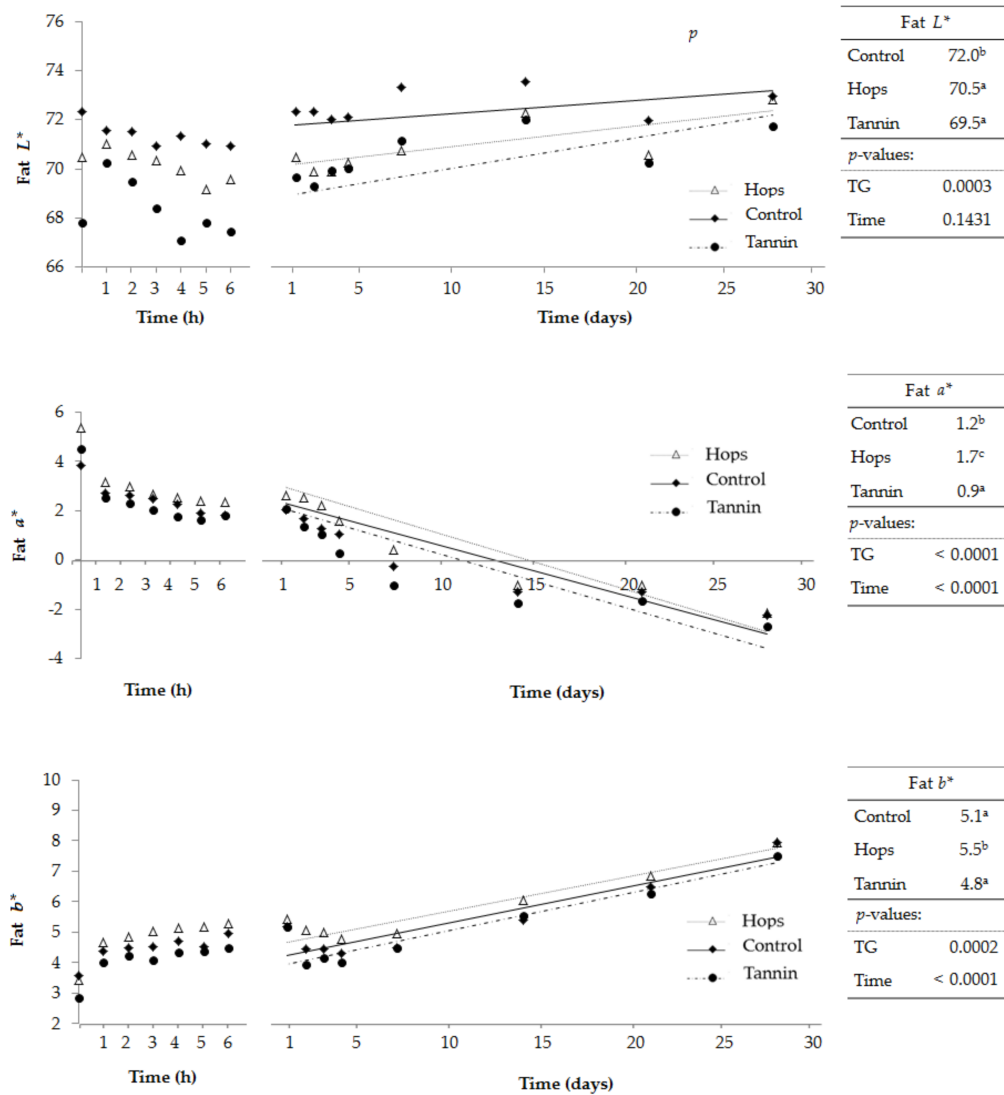 76
74
72
70
68
66
Fat L*
p
Hops
Control
Tannin
1 2 3 4 5 6
1 5 10 15 20 25 30
Time (h)
Time (days)
Fat L*
Control 72.0ᵇ
Hops 70.5ᵃ
Tannin 69.5ᵃ
p-values:
TG 0.0003
Time 0.1431
6
4
2
0
-2
-4
Fat a*
Hops
Control
Tannin
1 2 3 4 5 6
1 5 10 15 20 25 30
Time (h)
Time (days)
Fat a*
Control 1.2ᵇ
Hops 1.7ᶜ
Tannin 0.9ᵃ
p-values:
TG < 0.0001
Time < 0.0001
10
9
8
7
6
5
4
3
2
Fat b*
Hops
Control
Tannin
1 2 3 4 5 6
1 5 10 15 20 25 30
Time (h)
Time (days)
Fat b*
Control 5.1ᵃ
Hops 5.5ᵇ
Tannin 4.8ᵃ
p-values:
TG 0.0002
Time < 0.0001